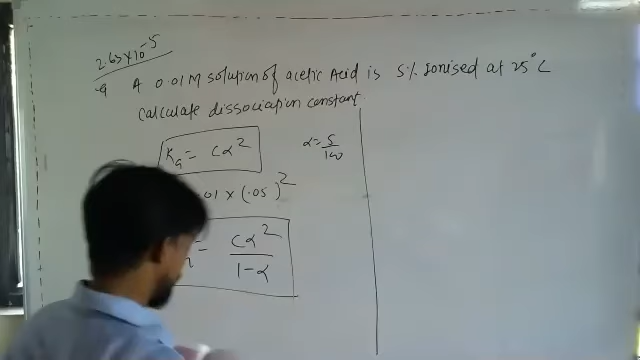 2.63×10⁻⁵
Q A 0.01 M solution of acetic Acid is 5% Ionised at 25°C
Calculate dissociation constant.
Kₐ = Cα²
α = 5/100
01 × (.05)²
= Cα²/1-α